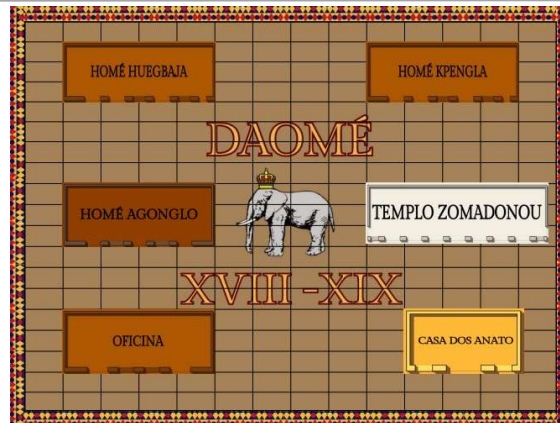 HOMÉ HUEGBAJA
HOMÉ KPENGLA
DAOMÉ
HOMÉ AGONGLO
TEMPLO ZOMADONOU
XVIII - XIX
OFICINA
CASA DOS ANATO